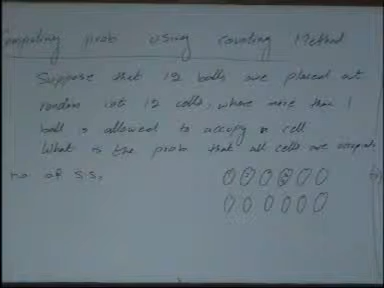 Computing prob using counting Method
Suppose that 12 balls are placed at
random into 12 cells, where more than 1
ball is allowed to occupy a cell
What is the prob that all cells are occupied
no of S.S,